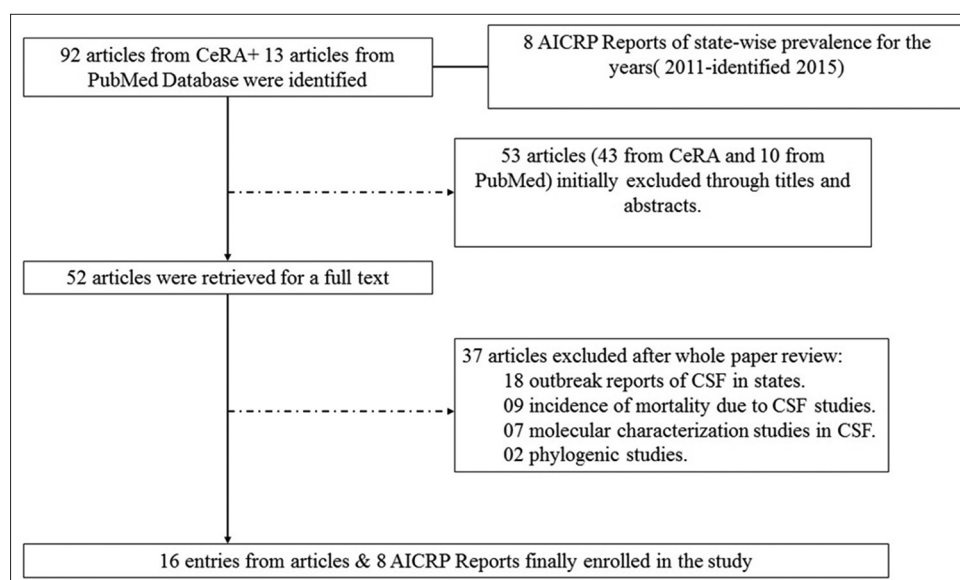 92 articles from CeRA+ 13 articles from
PubMed Database were identified
8 AICRP Reports of state-wise prevalence for the
years( 2011-identified 2015)
53 articles (43 from CeRA and 10 from
PubMed) initially excluded through titles and
abstracts.
52 articles were retrieved for a full text
37 articles excluded after whole paper review:
18 outbreak reports of CSF in states.
09 incidence of mortality due to CSF studies.
07 molecular characterization studies in CSF.
02 phylogenic studies.
16 entries from articles & 8 AICRP Reports finally enrolled in the study